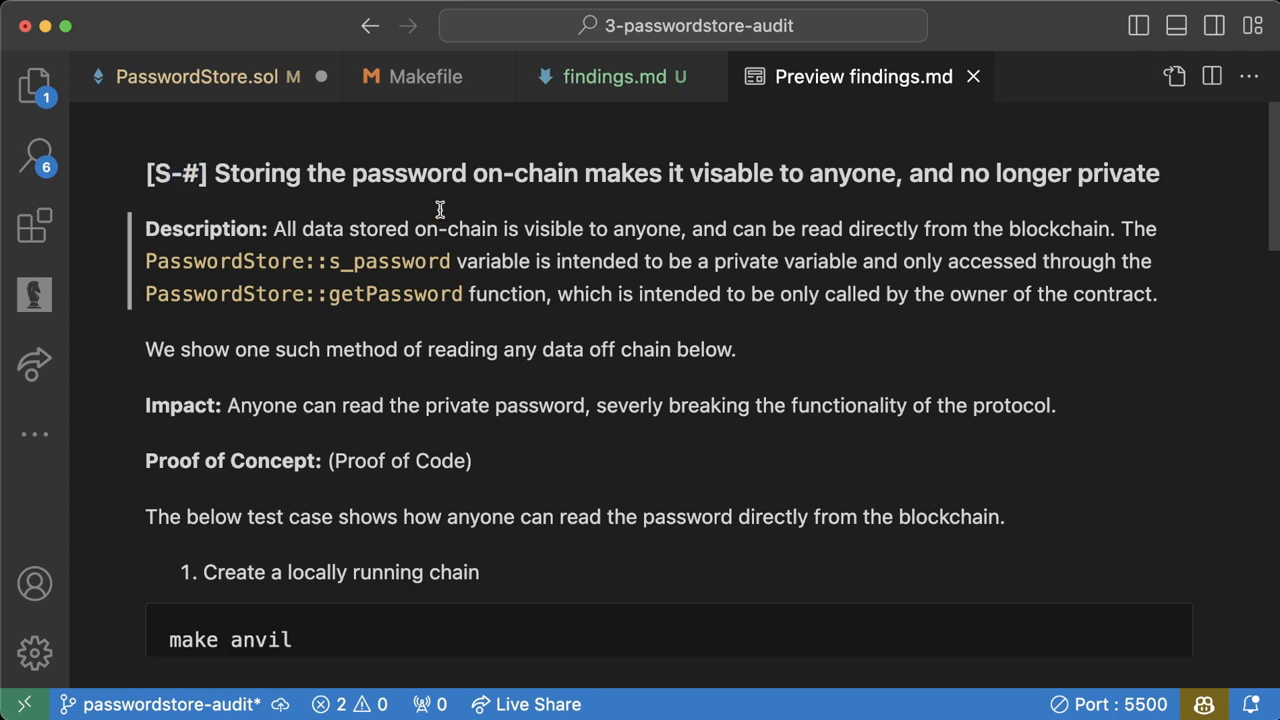 3-passwordstore-audit
PasswordStore.sol M
Makefile
findings.md U
Preview findings.md
1
6
[S-#] Storing the password on-chain makes it visable to anyone, and no longer private
Description: All data stored on-chain is visible to anyone, and can be read directly from the blockchain. The
PasswordStore::s_password variable is intended to be a private variable and only accessed through the
PasswordStore::getPassword function, which is intended to be only called by the owner of the contract.
We show one such method of reading any data off chain below.
Impact: Anyone can read the private password, severly breaking the functionality of the protocol.
Proof of Concept: (Proof of Code)
The below test case shows how anyone can read the password directly from the blockchain.
1. Create a locally running chain
make anvil
passwordstore-audit*
2
0
0
Live Share
Port : 5500